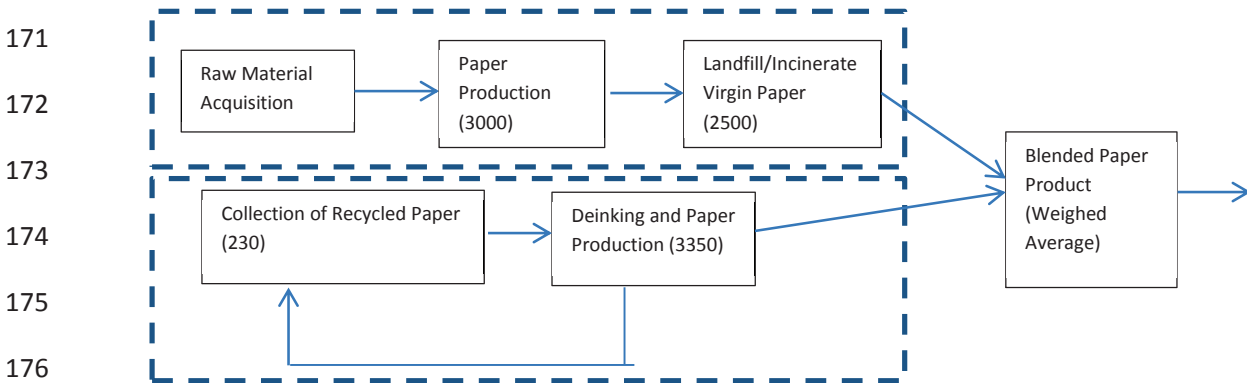 171
172
173
174
175
176
Raw Material
Acquisition
Paper
Production
(3000)
Landfill/Incinerate
Virgin Paper
(2500)
Collection of Recycled Paper
(230)
Deinking and Paper
Production (3350)
Blended Paper
Product
(Weighed
Average)